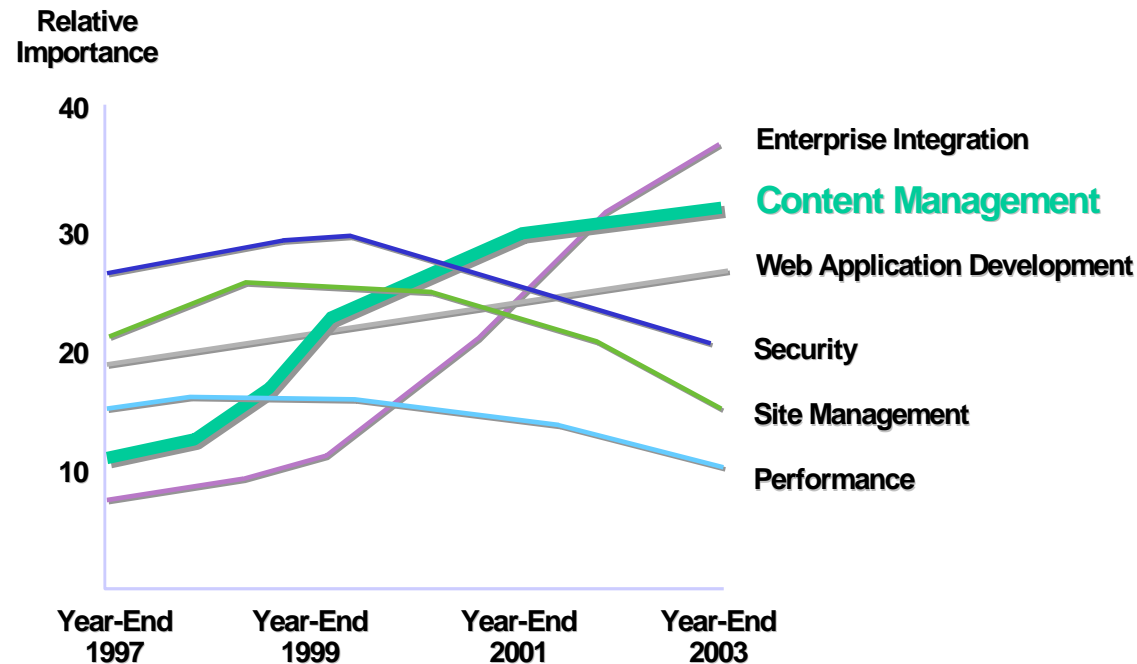 Relative
Importance
40
30
20
10
Enterprise Integration
Content Management
Web Application Development
Security
Site Management
Performance
Year-End
1997
Year-End
1999
Year-End
2001
Year-End
2003